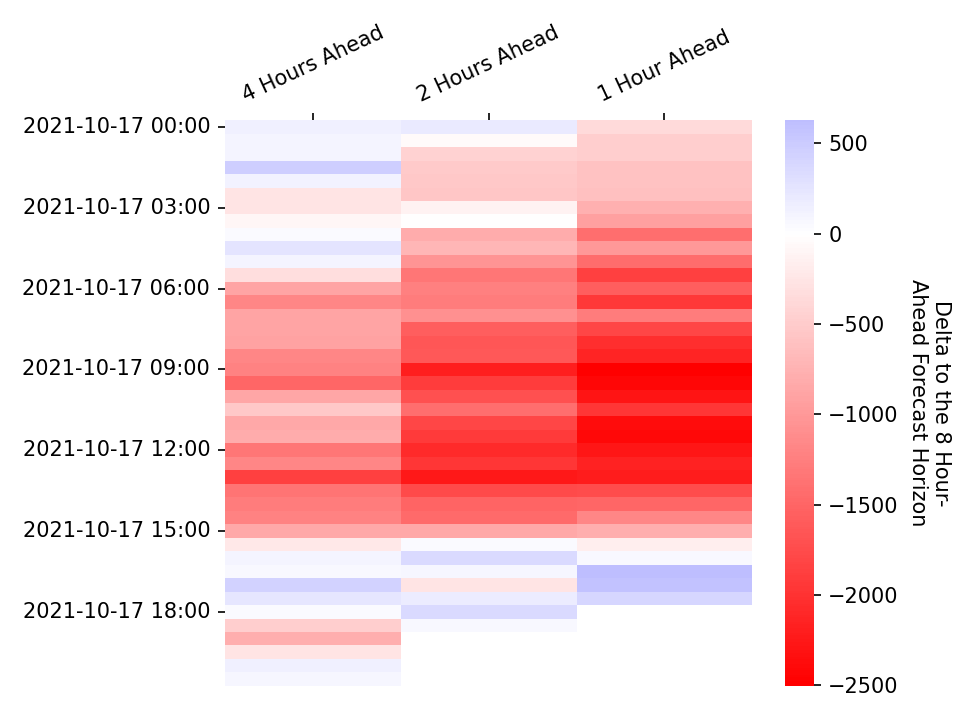 4 Hours Ahead
2 Hours Ahead
1 Hour Ahead
2021-10-17 00:00
2021-10-17 03:00
2021-10-17 06:00
2021-10-17 09:00
2021-10-17 12:00
2021-10-17 15:00
2021-10-17 18:00
500
0
−500
−1000
−1500
−2000
−2500
Delta to the 8 Hour-
Ahead Forecast Horizon